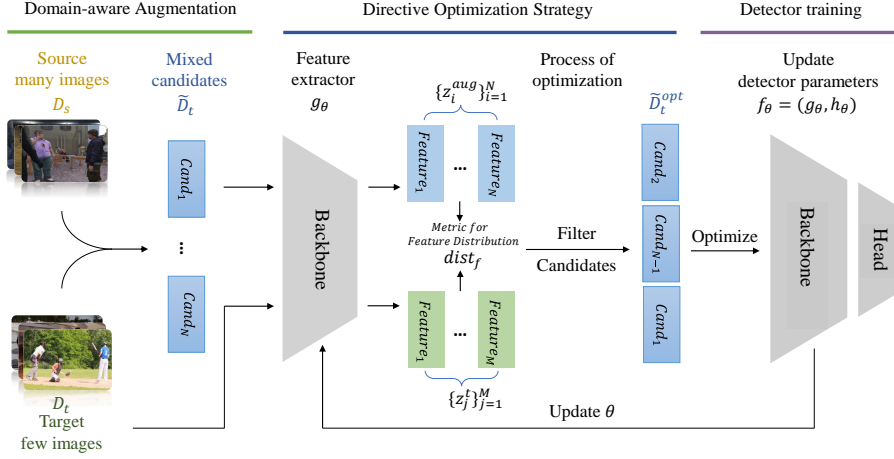 Domain-aware Augmentation
Directive Optimization Strategy
Detector training
Source
many images
D_s
Mixed
candidates
D̃_t
Feature
extractor
g_θ
{z_i^{aug}}_{i=1}^N
Process of
optimization
D̃_t^{opt}
Update
detector parameters
f_θ = (g_θ, h_θ)
Cand_1
...
Cand_N
Backbone
Feature_1
...
Feature_N
Metric for
Feature Distribution
dist_f
Feature_1
...
Feature_M
{z_j^t}_{j=1}^M
Filter
Candidates
Cand_2
Cand_{N-1}
Cand_1
Optimize
Backbone
Head
D_t
Target
few images
Update θ